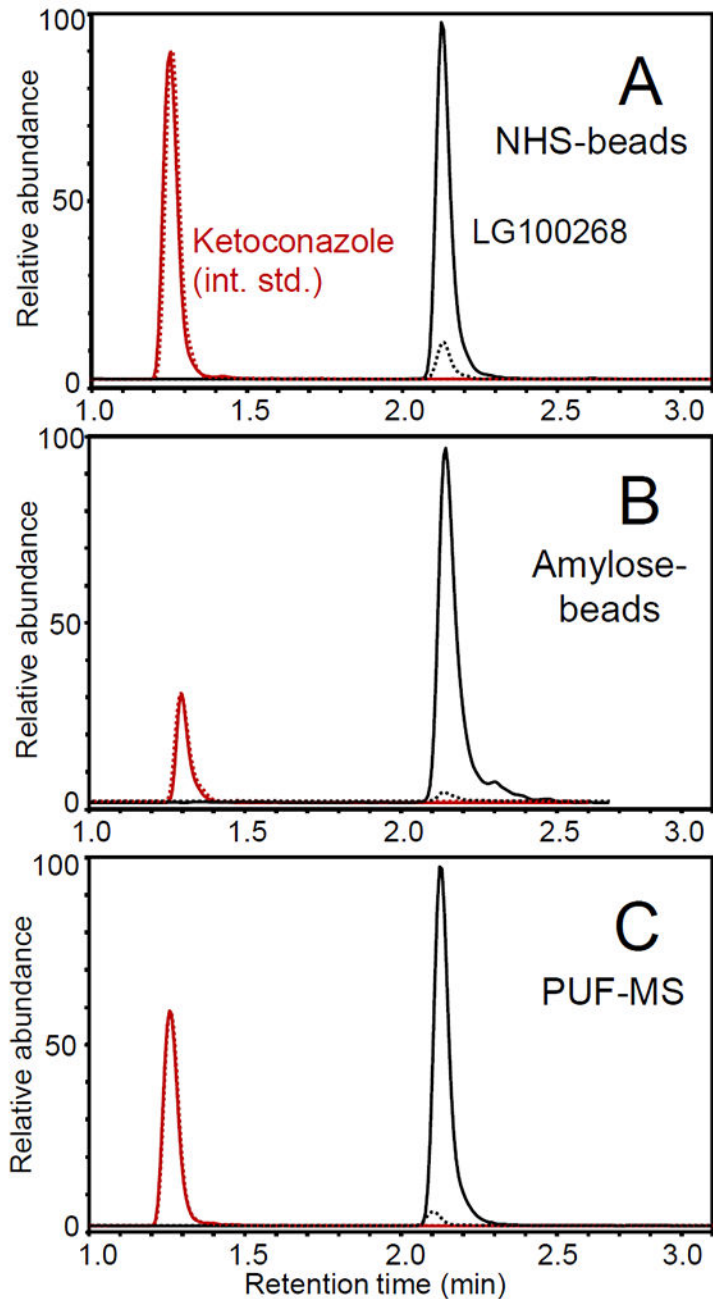 100
A
NHS-beads
Relative abundance
50
Ketoconazole
(int. std.)
LG100268
0
1.0 1.5 2.0 2.5 3.0
100
B
Amylose-
beads
Relative abundance
50
0
1.0 1.5 2.0 2.5 3.0
100
C
PUF-MS
Relative abundance
50
0
1.0 1.5 2.0 2.5 3.0
Retention time (min)